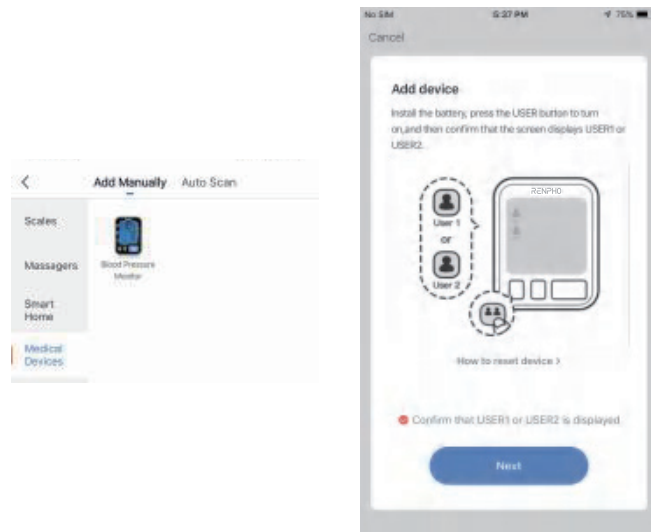 Add Manually Auto Scan
Scales
Massagers
Smart
Home
Medical
Devices
Blood Pressure
Monitor
No SIM 5:37 PM 75%
Cancel
Add device
Install the battery, press the USER button to turn
on,and then confirm that the screen displays USER1 or
USER2.
RENPHO
User 1
or
User 2
How to reset device >
Confirm that USER1 or USER2 is displayed
Next